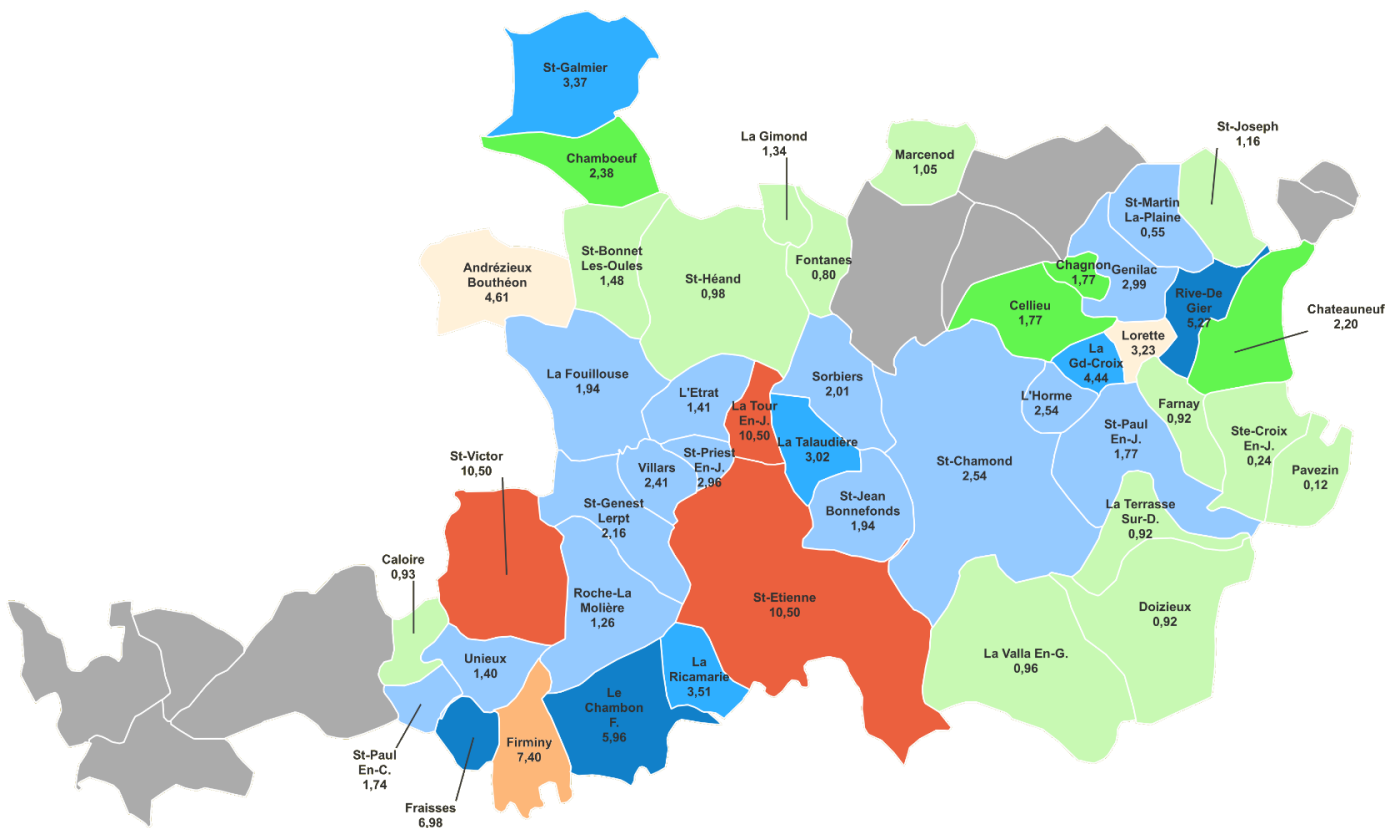 St-Galmier
3,37
Chamboeuf
2,38
La Gimond
1,34
Marcenod
1,05
St-Joseph
1,16
St-Martin
La-Plaine
0,55
Andrézieux
Bouthéon
4,61
St-Bonnet
Les-Oules
1,48
St-Héand
0,98
Fontanes
0,80
Chagnon
1,77
Genilac
2,99
Cellieu
1,77
Rive-De
Gier
5,27
Chateauneuf
2,20
Lorette
3,23
La
Gd-Croix
4,44
La Fouillouse
1,94
L'Etrat
1,41
La Tour
En-J.
10,50
Sorbiers
2,01
L'Horme
2,54
Farnay
0,92
St-Paul
En-J.
1,77
Ste-Croix
En-J.
0,24
Pavezin
0,12
La Talaudière
3,02
St-Victor
10,50
Villars
2,41
St-Priest
En-J.
2,96
St-Chamond
2,54
St-Jean
Bonnefonds
1,94
St-Genest
Lerpt
2,16
La Terrasse
Sur-D.
0,92
Caloire
0,93
Roche-La
Molière
1,26
St-Etienne
10,50
Doizieux
0,92
La Valla En-G.
0,96
Unieux
1,40
La
Ricamarie
3,51
Le
Chambon
F.
5,96
Firminy
7,40
St-Paul
En-C.
1,74
Fraisses
6,98